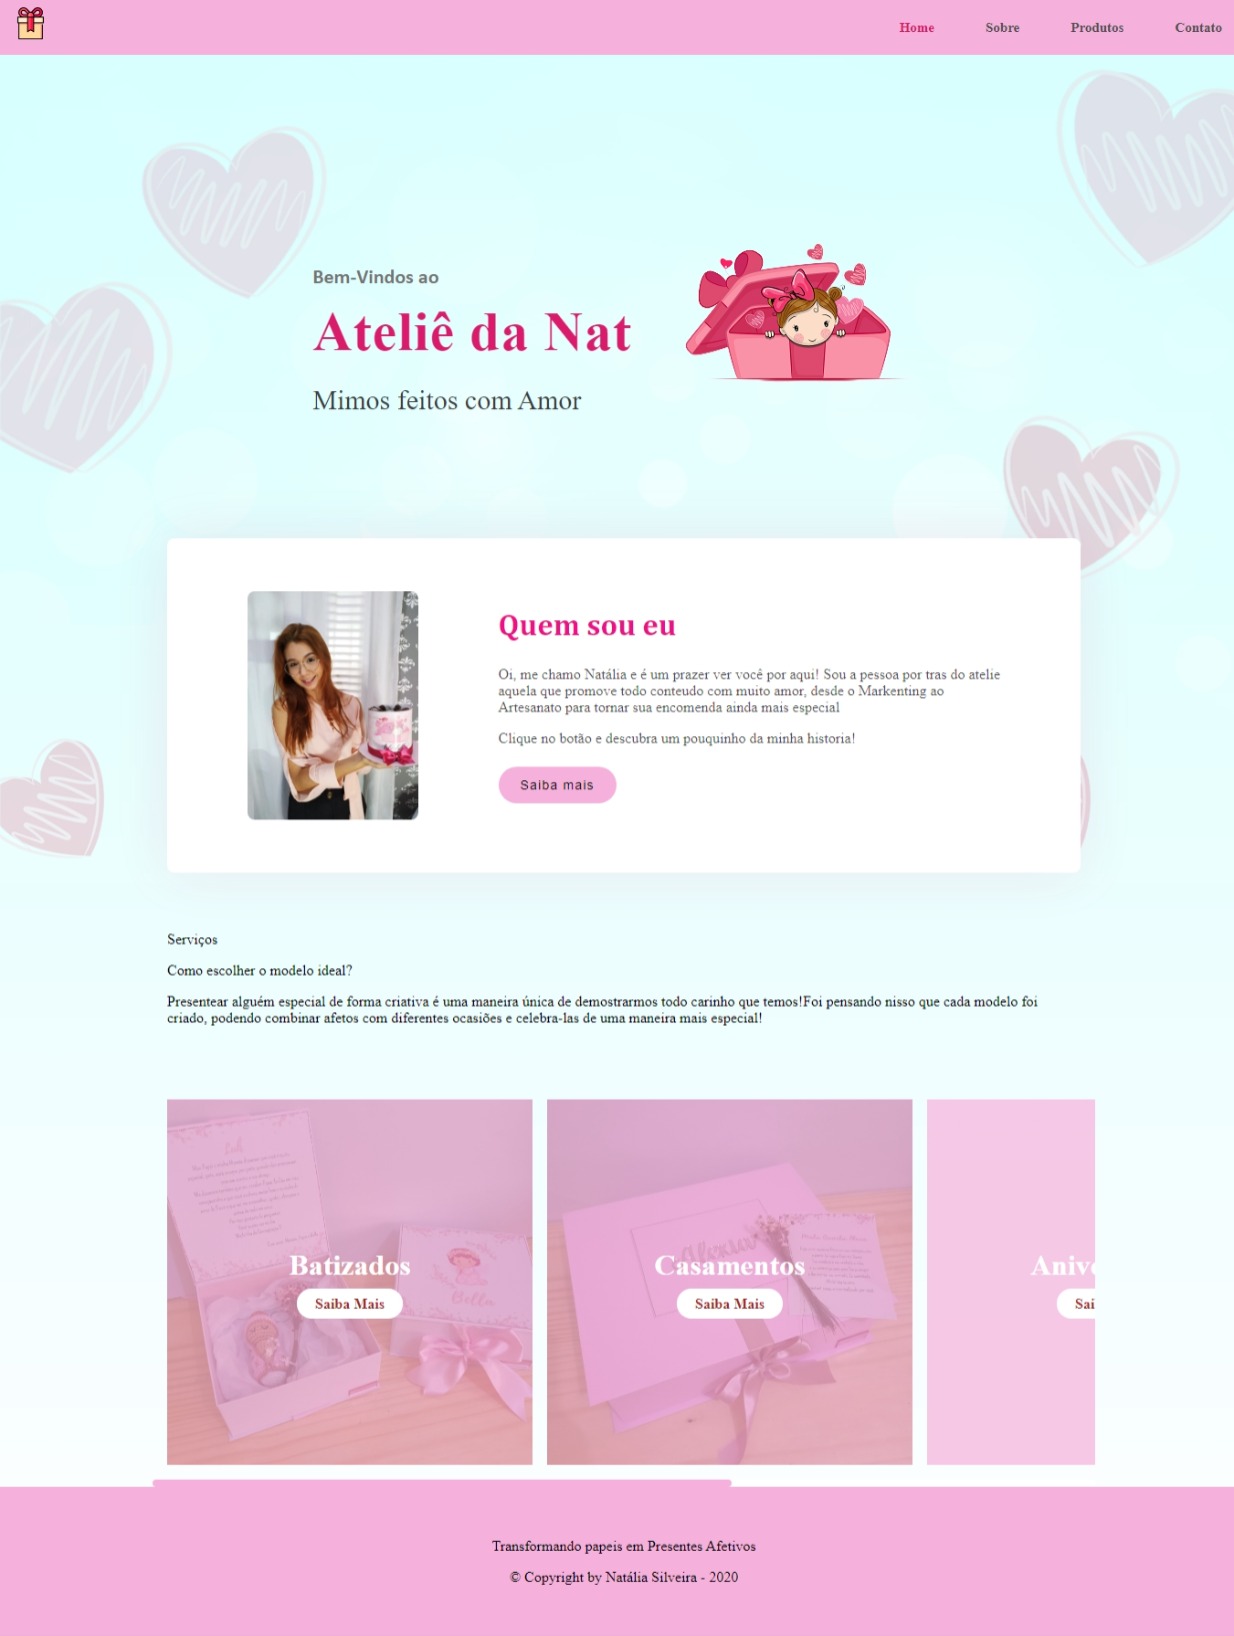 Home Sobre Produtos Contato
Bem-Vindos ao
Ateliê da Nat
Mimos feitos com Amor
Quem sou eu
Oi, me chamo Natália e é um prazer ver você por aqui! Sou a pessoa por tras do atelie
aquela que promove todo conteudo com muito amor, desde o Markenting ao
Artesanato para tornar sua encomenda ainda mais especial
Clique no botão e descubra um pouquinho da minha historia!
Saiba mais
Serviços
Como escolher o modelo ideal?
Presentear alguém especial de forma criativa é uma maneira única de demostrarmos todo carinho que temos!Foi pensando nisso que cada modelo foi
criado, podendo combinar afetos com diferentes ocasiões e celebra-las de uma maneira mais especial!
Batizados
Saiba Mais
Bella
Casamentos
Saiba Mais
Transformando papeis em Presentes Afetivos
© Copyright by Natália Silveira - 2020